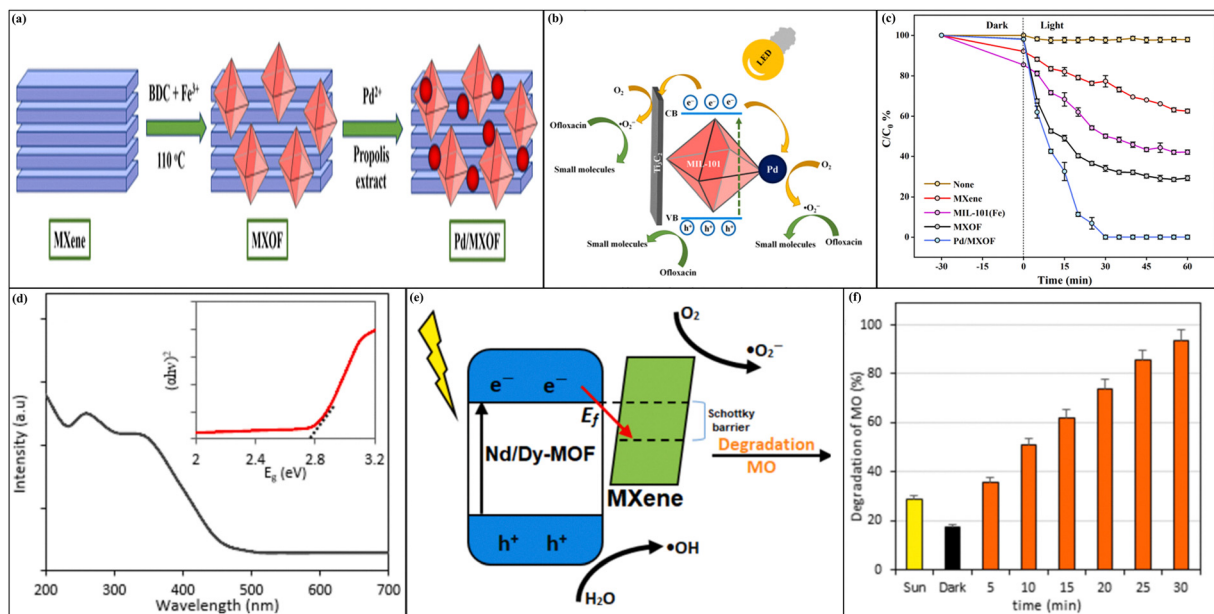 (a)
BDC + Fe³⁺
110 °C
Pd²⁺
Propolis
extract
MXene
MXOF
Pd/MXOF
(b)
LED
O₂
•O₂⁻
Ofloxacin
Small molecules
Ti₃C₂
CB
e⁻ e⁻ e⁻
MIL-101
VB
h⁺ h⁺ h⁺
Pd
O₂
•O₂⁻
Small molecules
Ofloxacin
Small molecules
Ofloxacin
(c)
Dark
Light
C/C₀ %
100
80
60
40
20
0
None
MXene
MIL-101(Fe)
MXOF
Pd/MXOF
-30 -15 0 15 30 45 60
Time (min)
(d)
Intensity (a.u)
(αhν)²
2 2.4 2.8 3.2
E_g (eV)
200 300 400 500 600 700
Wavelength (nm)
(e)
e⁻ e⁻
E_f
Nd/Dy-MOF
h⁺ h⁺
MXene
O₂
•O₂⁻
Schottky
barrier
Degradation
MO
•OH
H₂O
(f)
Degradation of MO (%)
100
80
60
40
20
0
Sun Dark 5 10 15 20 25 30
time (min)